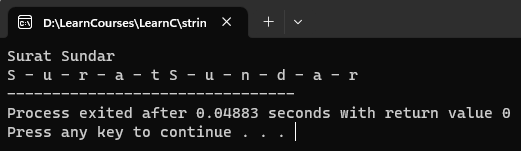 D:\LearnCourses\LearnC\strin
Surat Sundar
S - u - r - a - t S - u - n - d - a - r
--------------------------------
Process exited after 0.04883 seconds with return value 0
Press any key to continue . . .